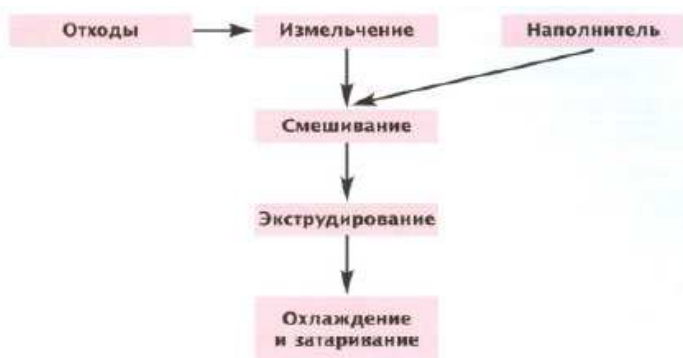 Отходы
Измельчение
Наполнитель
Смешивание
Экструдирование
Охлаждение
и затаривание